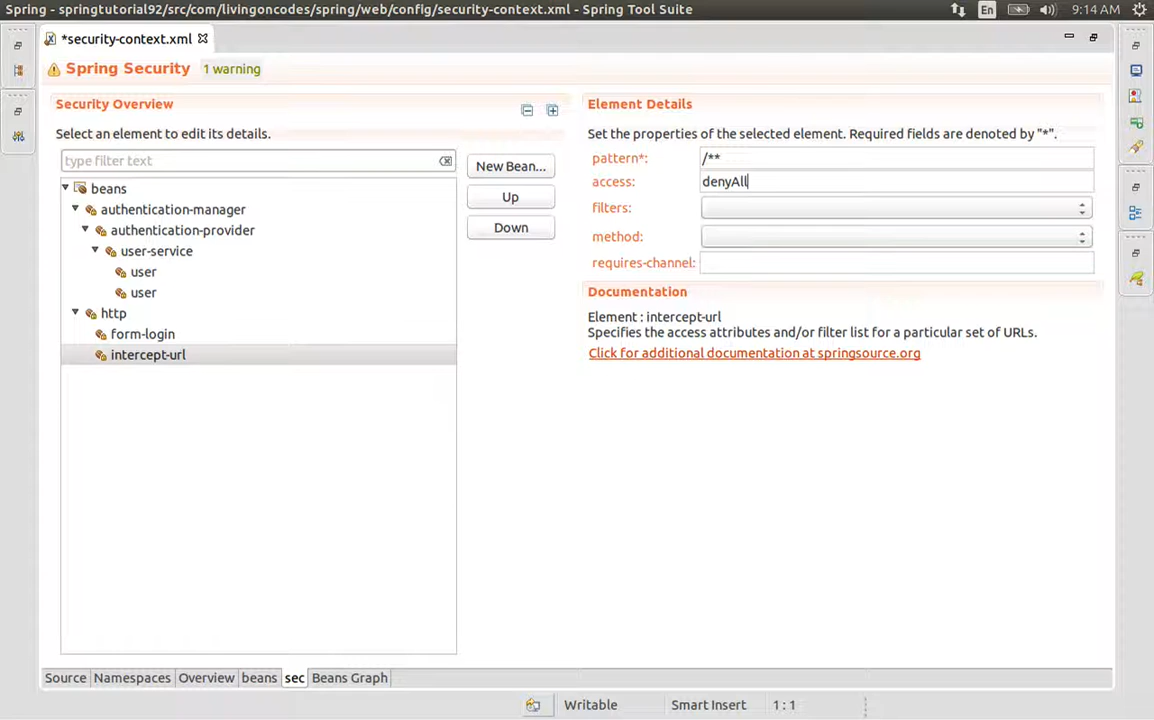 Spring - springtutorial92/src/com/livingoncodes/spring/web/config/security-context.xml - Spring Tool Suite
En
9:14 AM
*security-context.xml
Spring Security
1 warning
Security Overview
Select an element to edit its details.
type filter text
New Bean...
Up
Down
beans
authentication-manager
authentication-provider
user-service
user
user
http
form-login
intercept-url
Element Details
Set the properties of the selected element. Required fields are denoted by "*".
pattern*: /**
access: denyAll
filters:
method:
requires-channel:
Documentation
Element : intercept-url
Specifies the access attributes and/or filter list for a particular set of URLs.
Click for additional documentation at springsource.org
Source Namespaces Overview beans sec Beans Graph
Writable Smart Insert 1 : 1